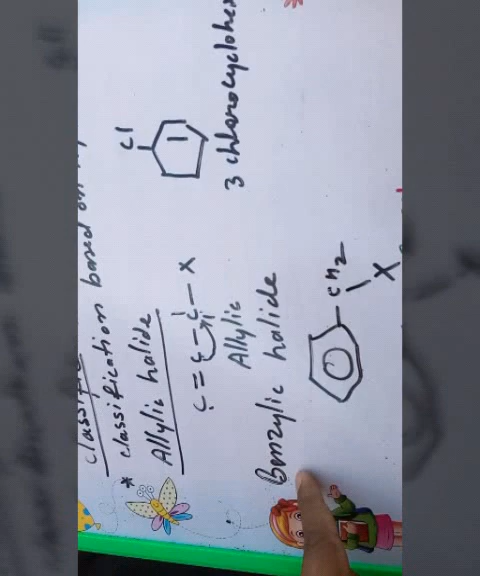 classification based on
Allylic halide
C = C - C - X
Allylic
Cl
3 chlorocyclohex
Benzylic halide
CH2
X